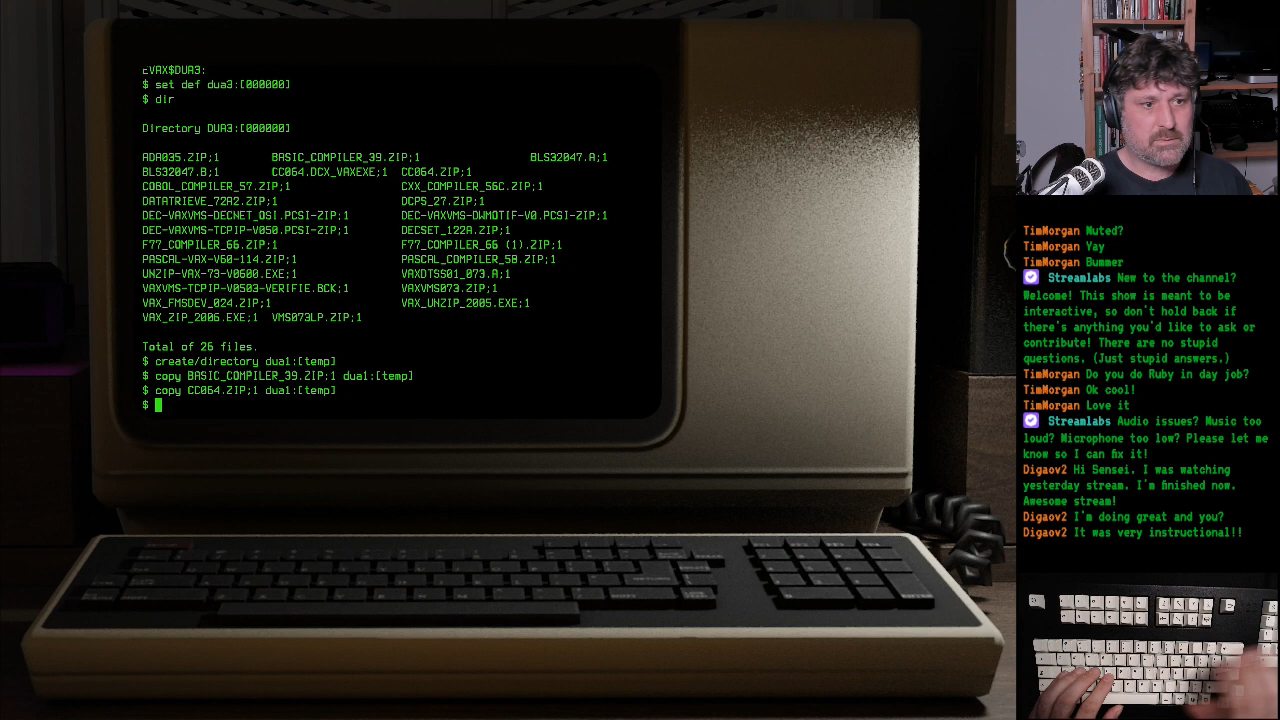 EVAX$DUA3:
$ set def dua3:[000000]
$ dir
Directory DUA3:[000000]
ADA035.ZIP;1 BASIC_COMPILER_39.ZIP;1 BLS32047.A;1
BLS32047.B;1 CC064.DCX_VAXEXE;1 CC064.ZIP;1
COBOL_COMPILER_57.ZIP;1 CXX_COMPILER_56C.ZIP;1
DATATRIEVE_72A2.ZIP;1 DCPS_27.ZIP;1
DEC-VAXVMS-DECNET_OSI.PCSI-ZIP;1 DEC-VAXVMS-DWMOTIF-V0.PCSI-ZIP;1
DEC-VAXVMS-TCPIP-V050.PCSI-ZIP;1 DECSET_122A.ZIP;1
F77_COMPILER_66.ZIP;1 F77_COMPILER_66 (1).ZIP;1
PASCAL-VAX-V60-114.ZIP;1 PASCAL_COMPILER_58.ZIP;1
UNZIP-VAX-73-V0600.EXE;1 VAXDTSS01_073.A;1
VAXVMS-TCPIP-V0503-VERIFIE.BCK;1 VAXVMS073.ZIP;1
VAX_FMSDEV_024.ZIP;1 VAX_UNZIP_2005.EXE;1
VAX_ZIP_2006.EXE;1 VMS073LP.ZIP;1
Total of 26 files.
$ create/directory dua1:[temp]
$ copy BASIC_COMPILER_39.ZIP;1 dua1:[temp]
$ copy CC064.ZIP;1 dua1:[temp]
$
TimMorgan Muted?
TimMorgan Yay
TimMorgan Bummer
Streamlabs New to the channel?
Welcome! This show is meant to be
interactive, so don't hold back if
there's anything you'd like to ask or
contribute! There are no stupid
questions. (Just stupid answers.)
TimMorgan Do you do Ruby in day job?
TimMorgan Ok cool!
TimMorgan Love it
Streamlabs Audio issues? Music too
loud? Microphone too low? Please let me
know so I can fix it!
Digaov2 Hi Sensei. I was watching
yesterday stream. I'm finished now.
Awesome stream!
Digaov2 I'm doing great and you?
Digaov2 It was very instructional!!